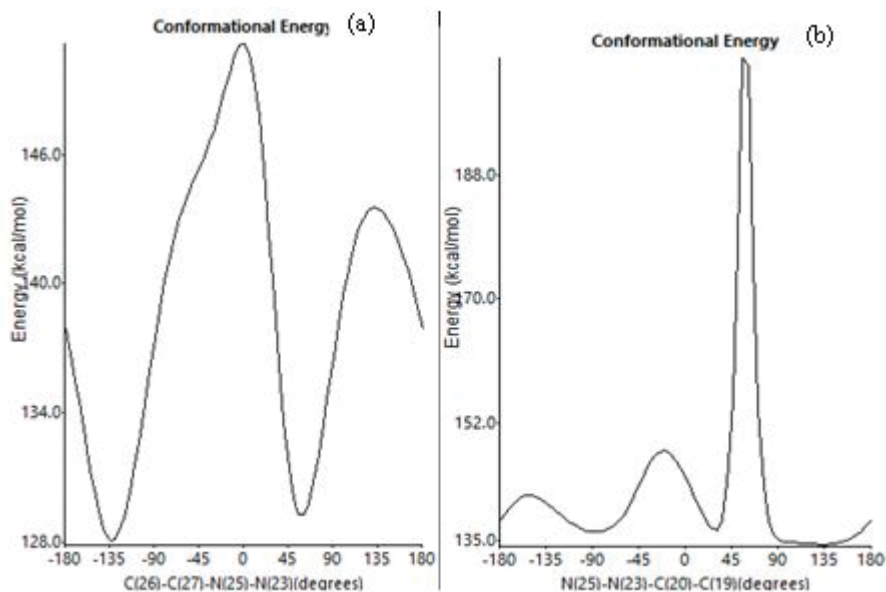 Conformational Energy (a)
146.0
140.0
134.0
128.0
Energy (kcal/mol)
-180 -135 -90 -45 0 45 90 135 180
C(26)-C(27)-N(25)-N(23)(degrees)
Conformational Energy (b)
188.0
170.0
152.0
135.0
Energy (kcal/mol)
-180 -135 -90 -45 0 45 90 135 180
N(25)-N(23)-C(20)-C(19)(degrees)